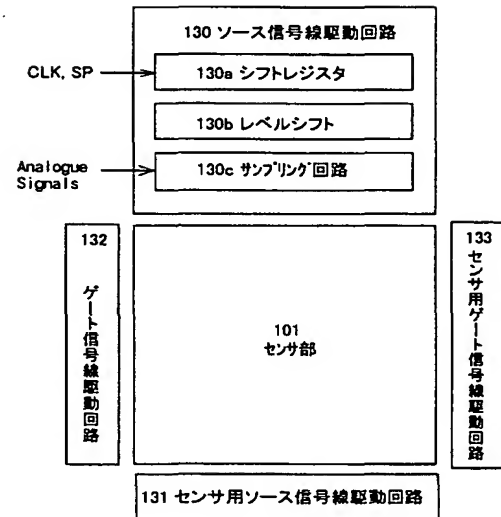 130 ソース信号線駆動回路
CLK, SP
130a シフトレジスタ
130b レベルシフト
Analogue
Signals
130c サンプリング回路
132
ゲート信号線駆動回路
101
センサ部
133
センサ用ゲート信号線駆動回路
131 センサ用ソース信号線駆動回路